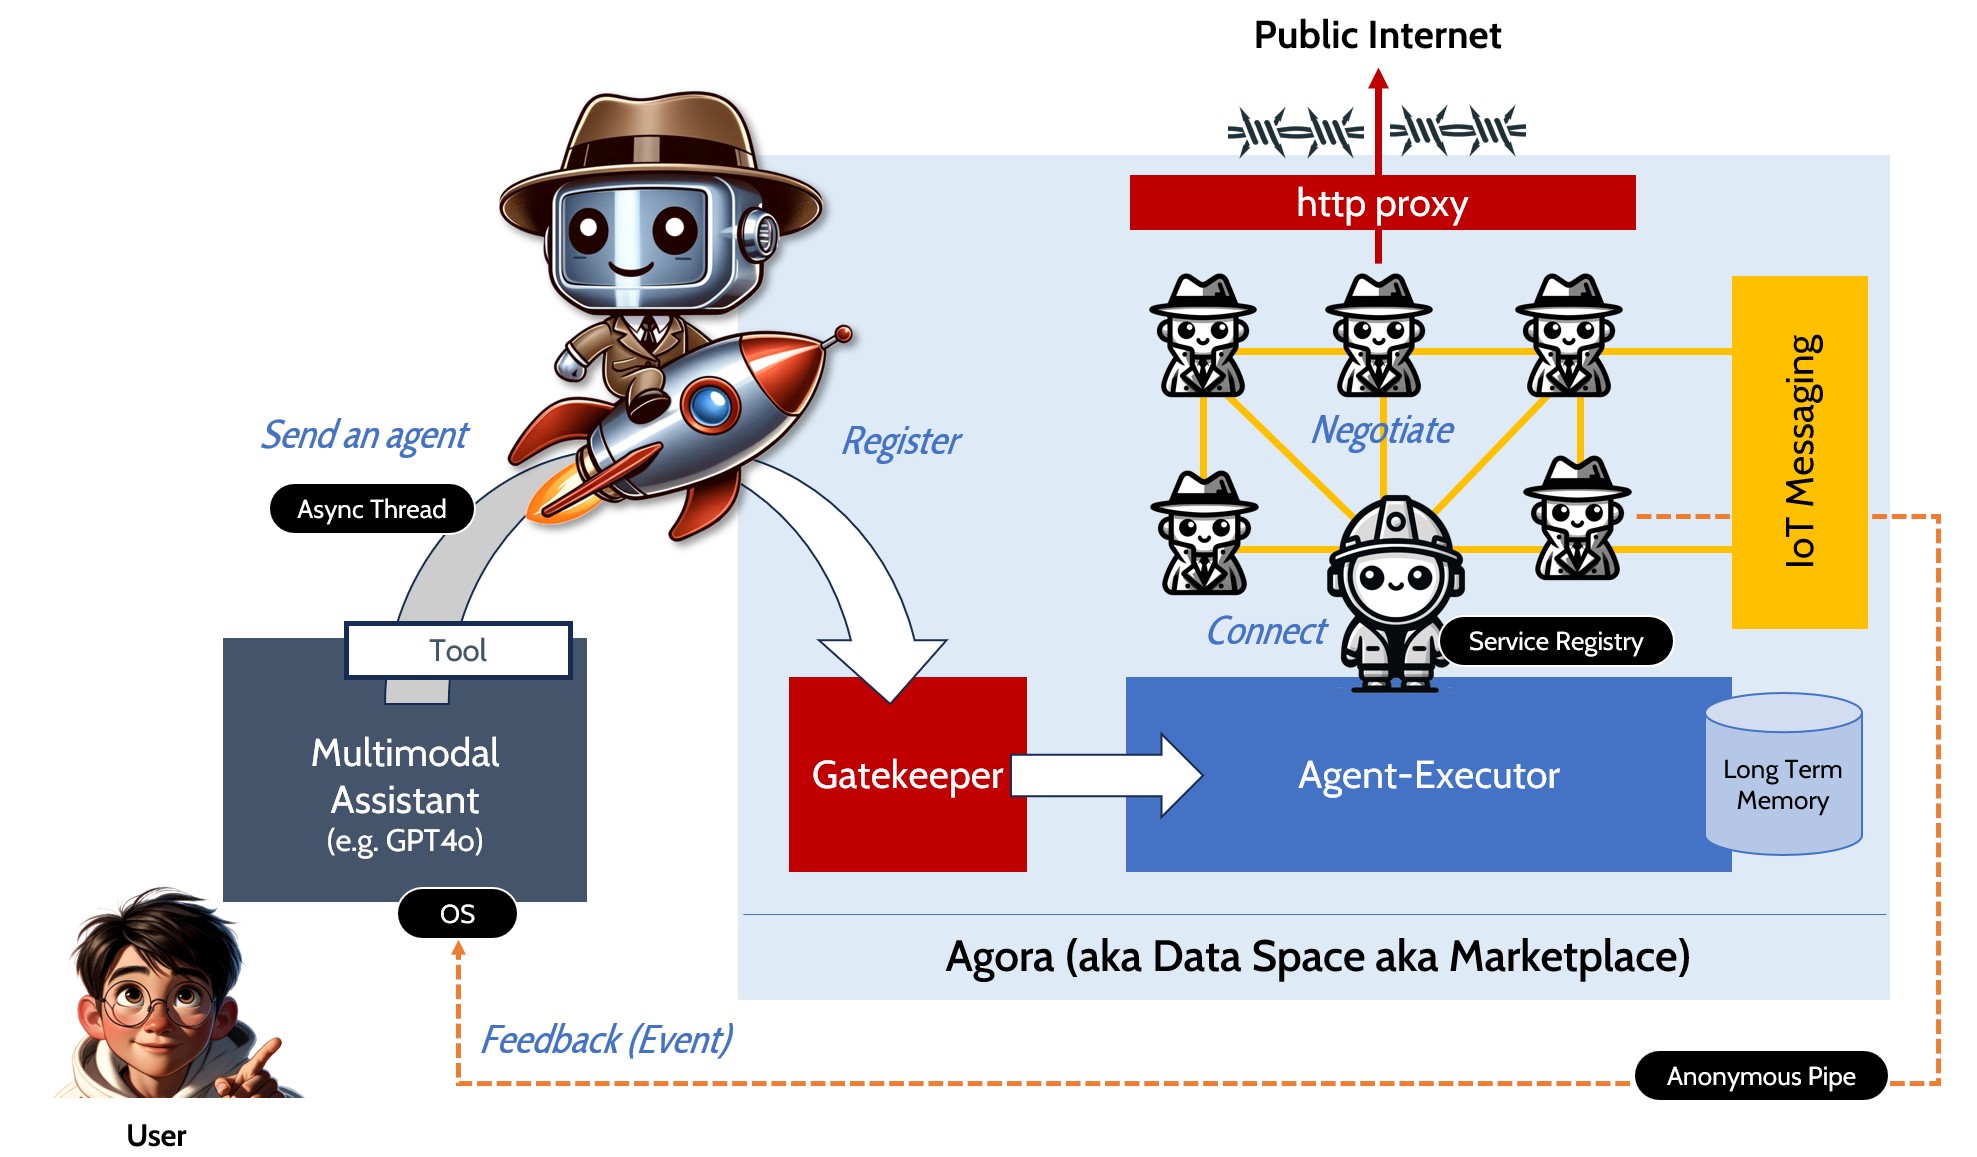 Public Internet
http proxy
Send an agent
Register
Async Thread
Negotiate
IoT Messaging
Connect
Service Registry
Tool
Multimodal
Assistant
(e.g. GPT4o)
OS
Gatekeeper
Agent-Executor
Long Term
Memory
Agora (aka Data Space aka Marketplace)
Feedback (Event)
Anonymous Pipe
User